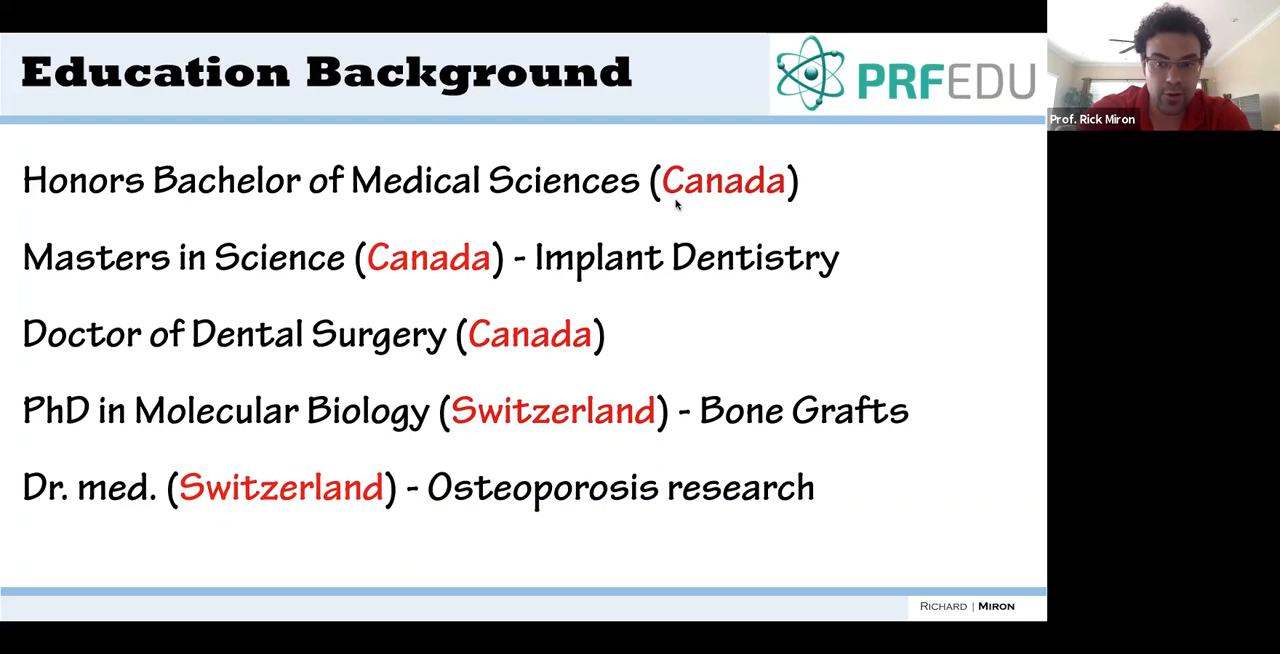 Education Background
PRFEDU
Prof. Rick Miron
Honors Bachelor of Medical Sciences (Canada)
Masters in Science (Canada) - Implant Dentistry
Doctor of Dental Surgery (Canada)
PhD in Molecular Biology (Switzerland) - Bone Grafts
Dr. med. (Switzerland) - Osteoporosis research
RICHARD | MIRON